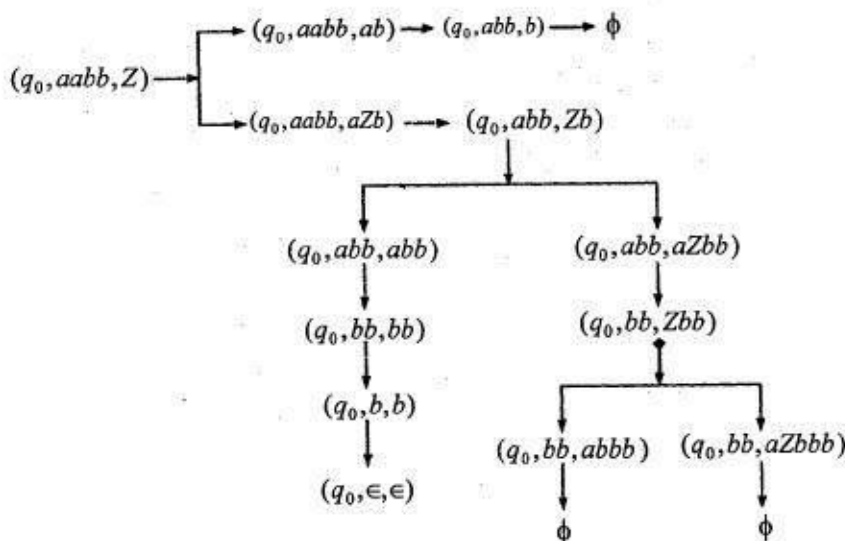 (q₀,aabb,ab) (q₀,abb,b) ϕ
(q₀,aabb,Z)
(q₀,aabb,aZb) (q₀,abb,Zb)
(q₀,abb,abb) (q₀,abb,aZbb)
(q₀,bb,bb) (q₀,bb,Zbb)
(q₀,b,b)
(q₀,bb,abbb) (q₀,bb,aZbbb)
(q₀,∈,∈)
ϕ ϕ